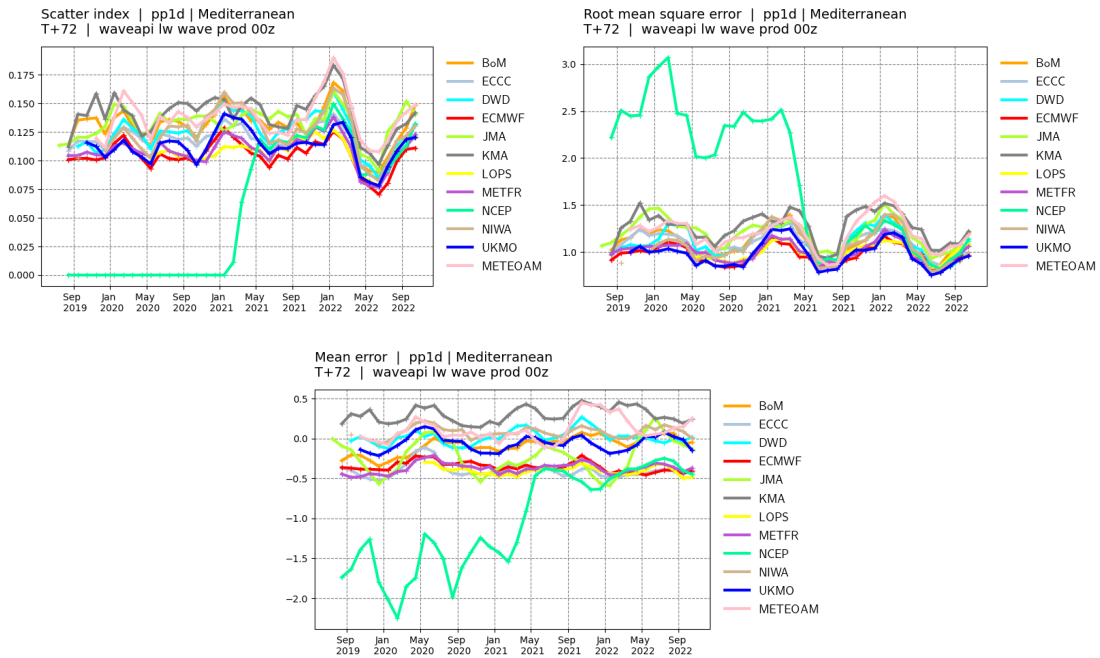 Scatter index | pp1d | Mediterranean
T+72 | waveapi lw wave prod 00z
0.175
0.150
0.125
0.100
0.075
0.050
0.025
0.000
Sep 2019
Jan 2020
May 2020
Sep 2020
Jan 2021
May 2021
Sep 2021
Jan 2022
May 2022
Sep 2022
BoM
ECCC
DWD
ECMWF
JMA
KMA
LOPS
METFR
NCEP
NIWA
UKMO
METEOAM
Root mean square error | pp1d | Mediterranean
T+72 | waveapi lw wave prod 00z
3.0
2.5
2.0
1.5
1.0
Sep 2019
Jan 2020
May 2020
Sep 2020
Jan 2021
May 2021
Sep 2021
Jan 2022
May 2022
Sep 2022
BoM
ECCC
DWD
ECMWF
JMA
KMA
LOPS
METFR
NCEP
NIWA
UKMO
METEOAM
Mean error | pp1d | Mediterranean
T+72 | waveapi lw wave prod 00z
0.5
0.0
−0.5
−1.0
−1.5
−2.0
Sep 2019
Jan 2020
May 2020
Sep 2020
Jan 2021
May 2021
Sep 2021
Jan 2022
May 2022
Sep 2022
BoM
ECCC
DWD
ECMWF
JMA
KMA
LOPS
METFR
NCEP
NIWA
UKMO
METEOAM